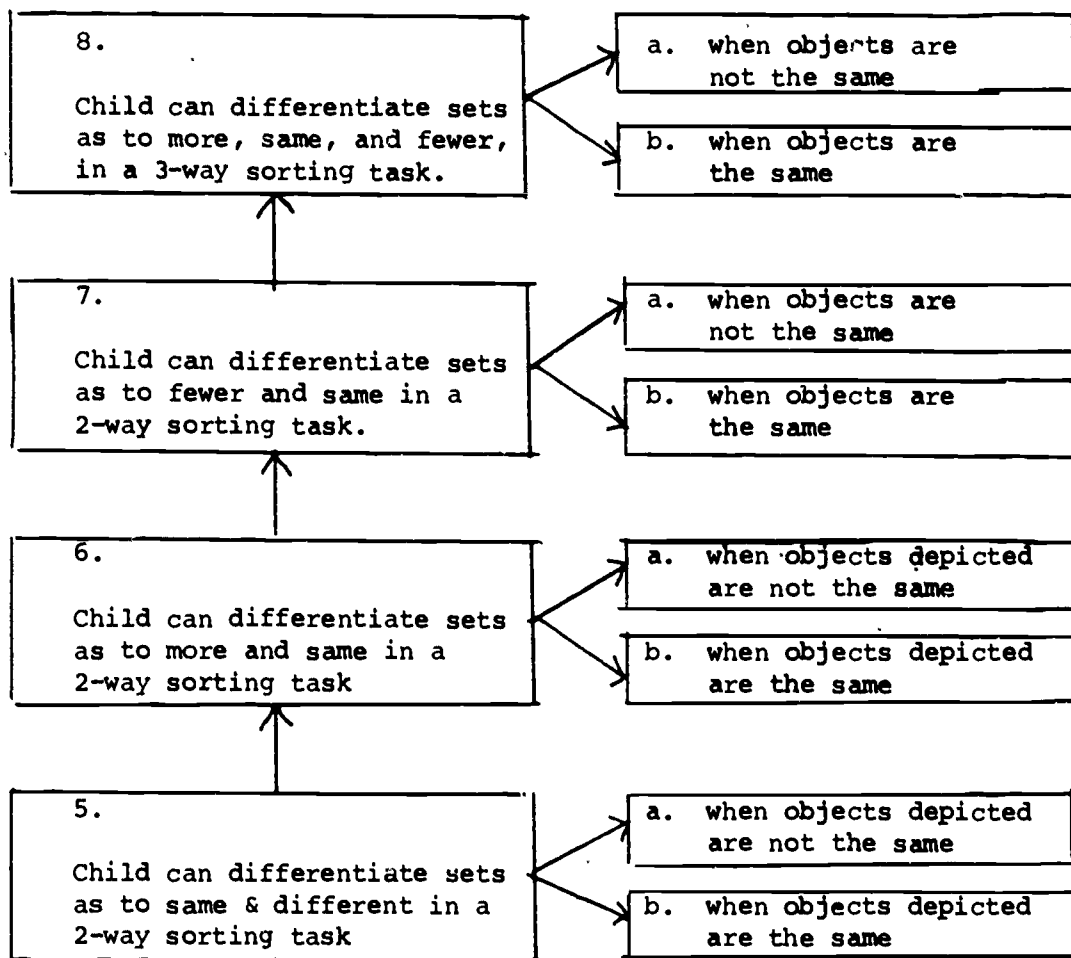 8.
Child can differentiate sets
as to more, same, and fewer,
in a 3-way sorting task.
a. when objects are
not the same
b. when objects are
the same
7.
Child can differentiate sets
as to fewer and same in a
2-way sorting task.
a. when objects are
not the same
b. when objects are
the same
6.
Child can differentiate sets
as to more and same in a
2-way sorting task
a. when objects depicted
are not the same
b. when objects depicted
are the same
5.
Child can differentiate sets
as to same & different in a
2-way sorting task
a. when objects depicted
are not the same
b. when objects depicted
are the same